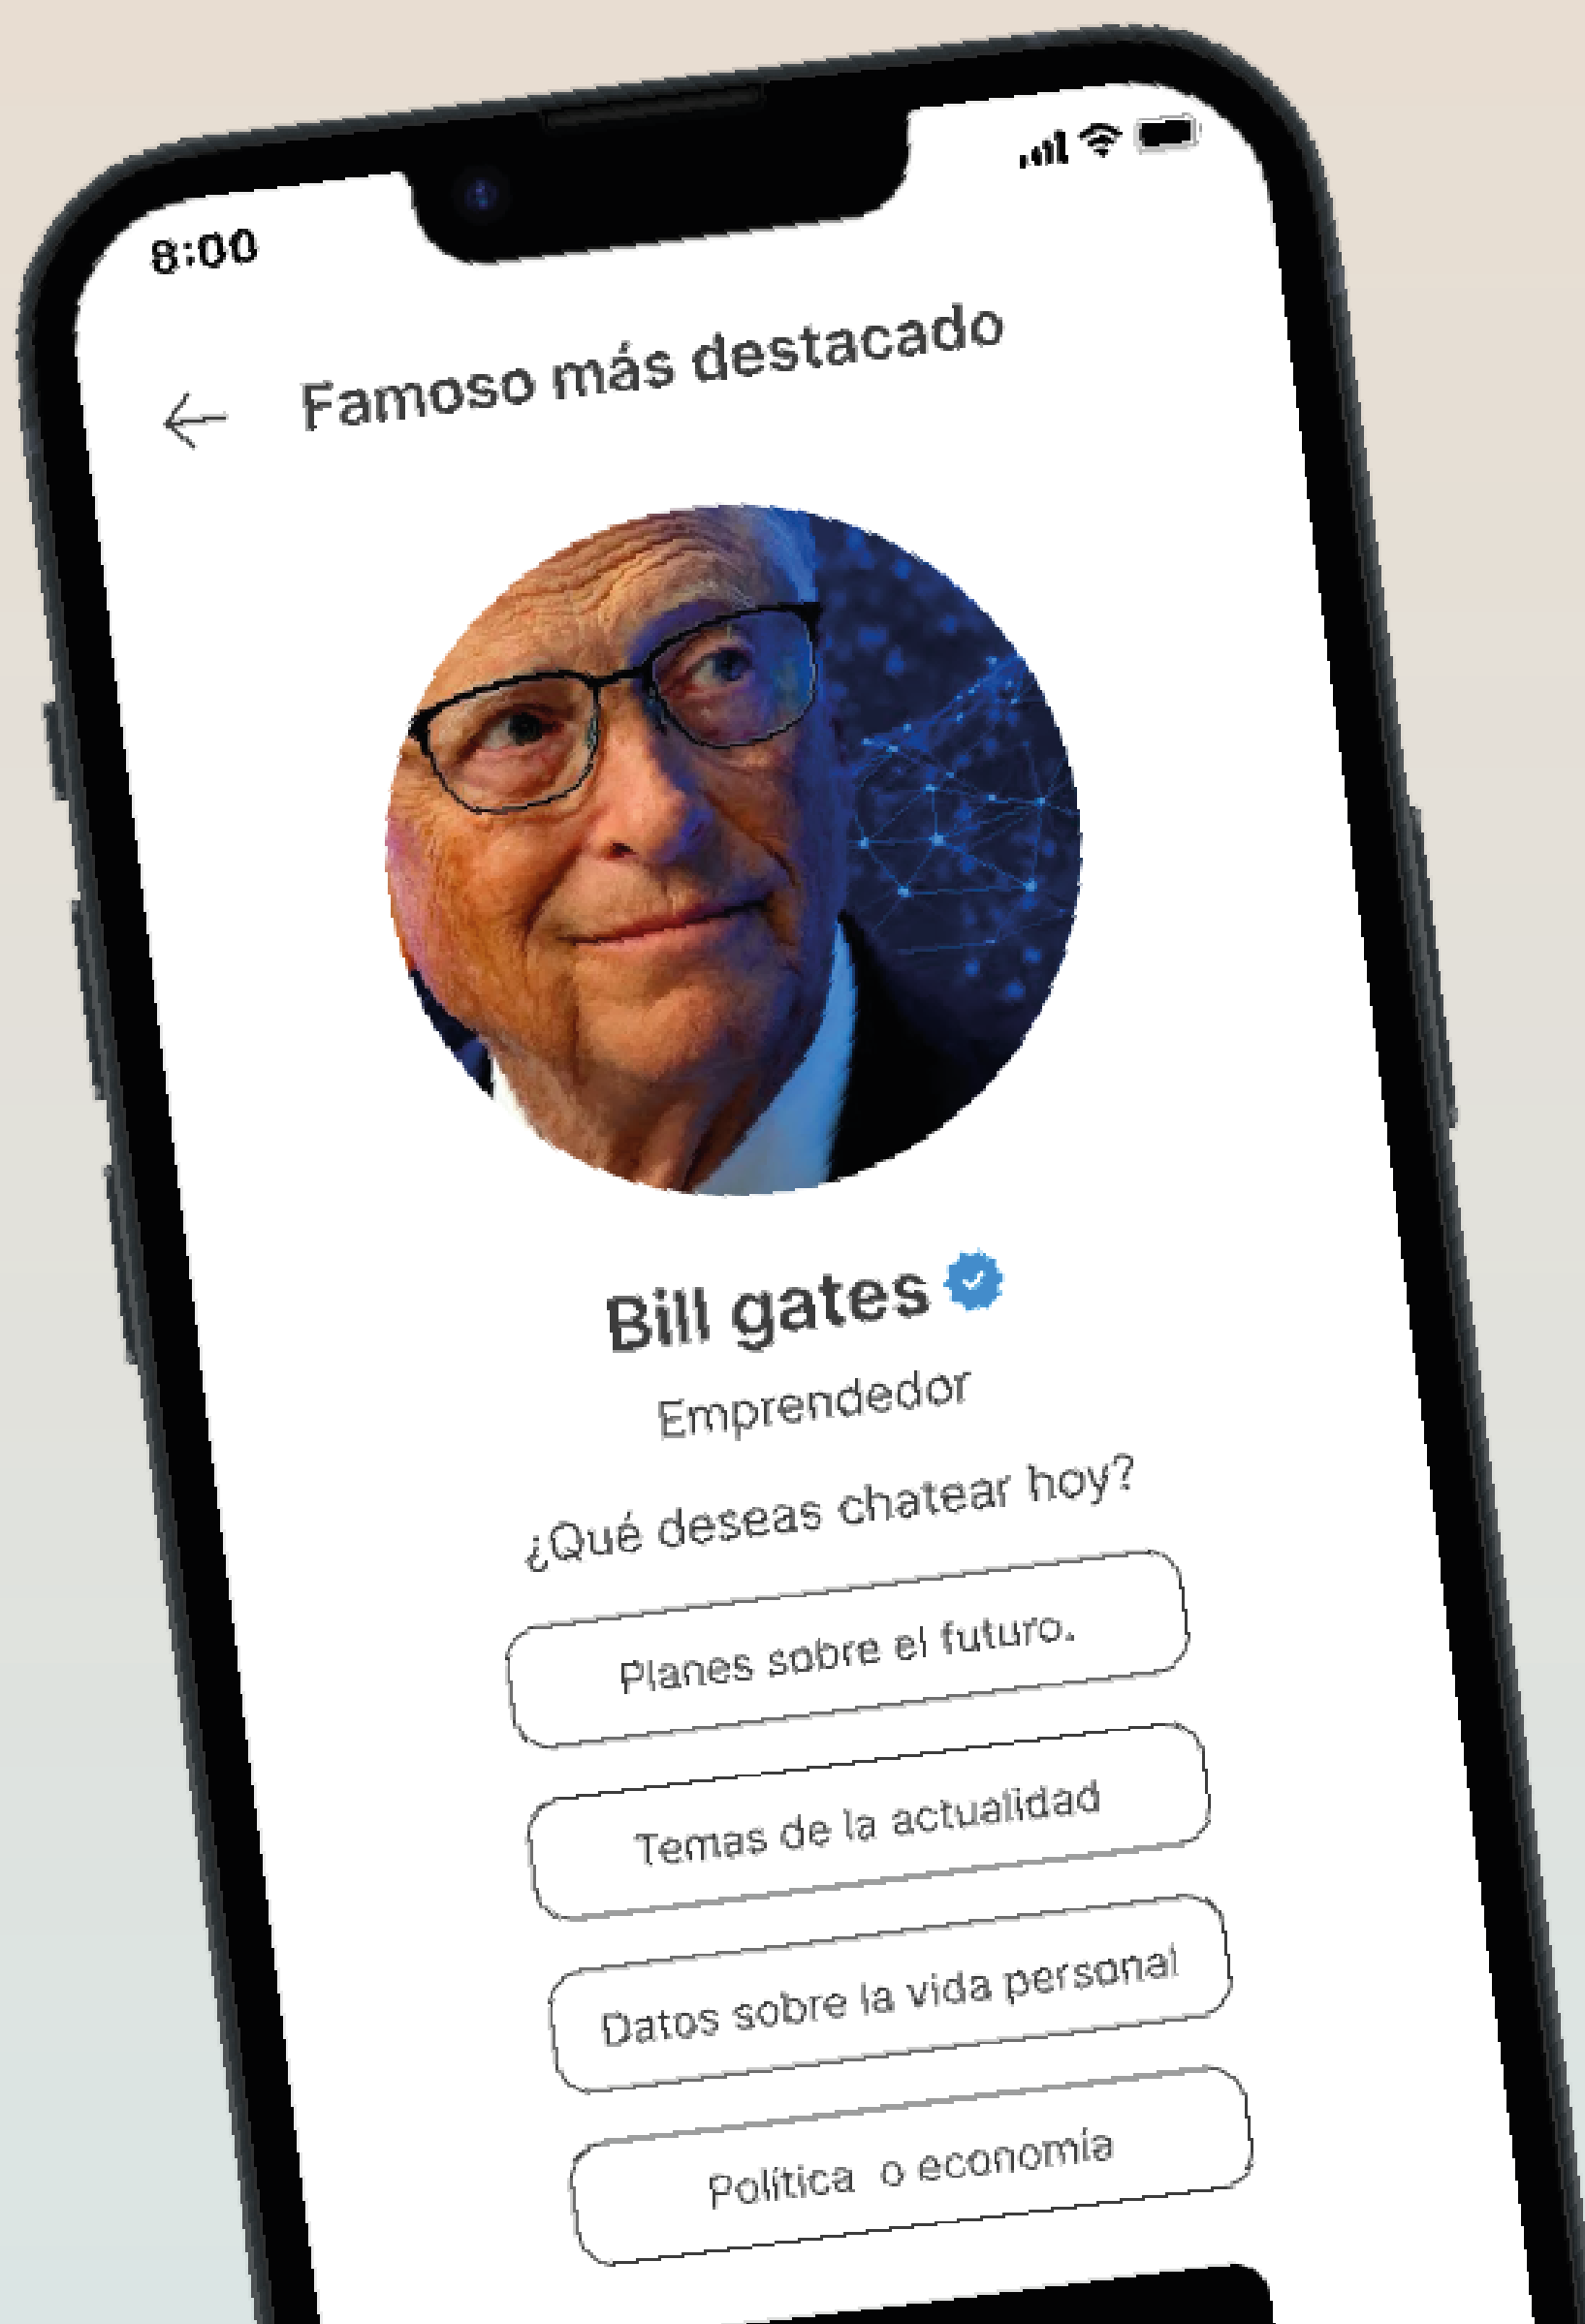 8:00
Famoso más destacado
Bill gates
Emprendedor
¿Qué deseas chatear hoy?
Planes sobre el futuro.
Temas de la actualidad
Datos sobre la vida personal
Política o economía